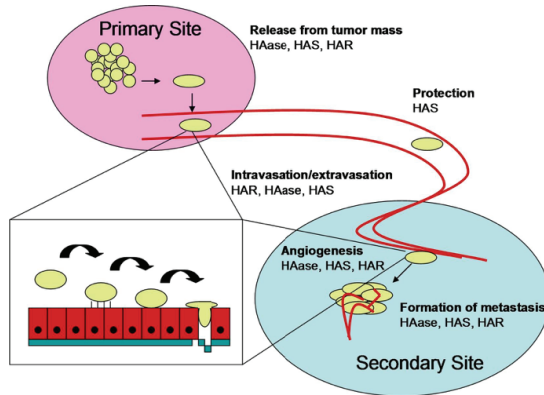 Primary Site
Release from tumor mass
HAase, HAS, HAR
Protection
HAS
Intravasation/extravasation
HAR, HAase, HAS
Angiogenesis
HAase, HAS, HAR
Formation of metastasis
HAase, HAS, HAR
Secondary Site